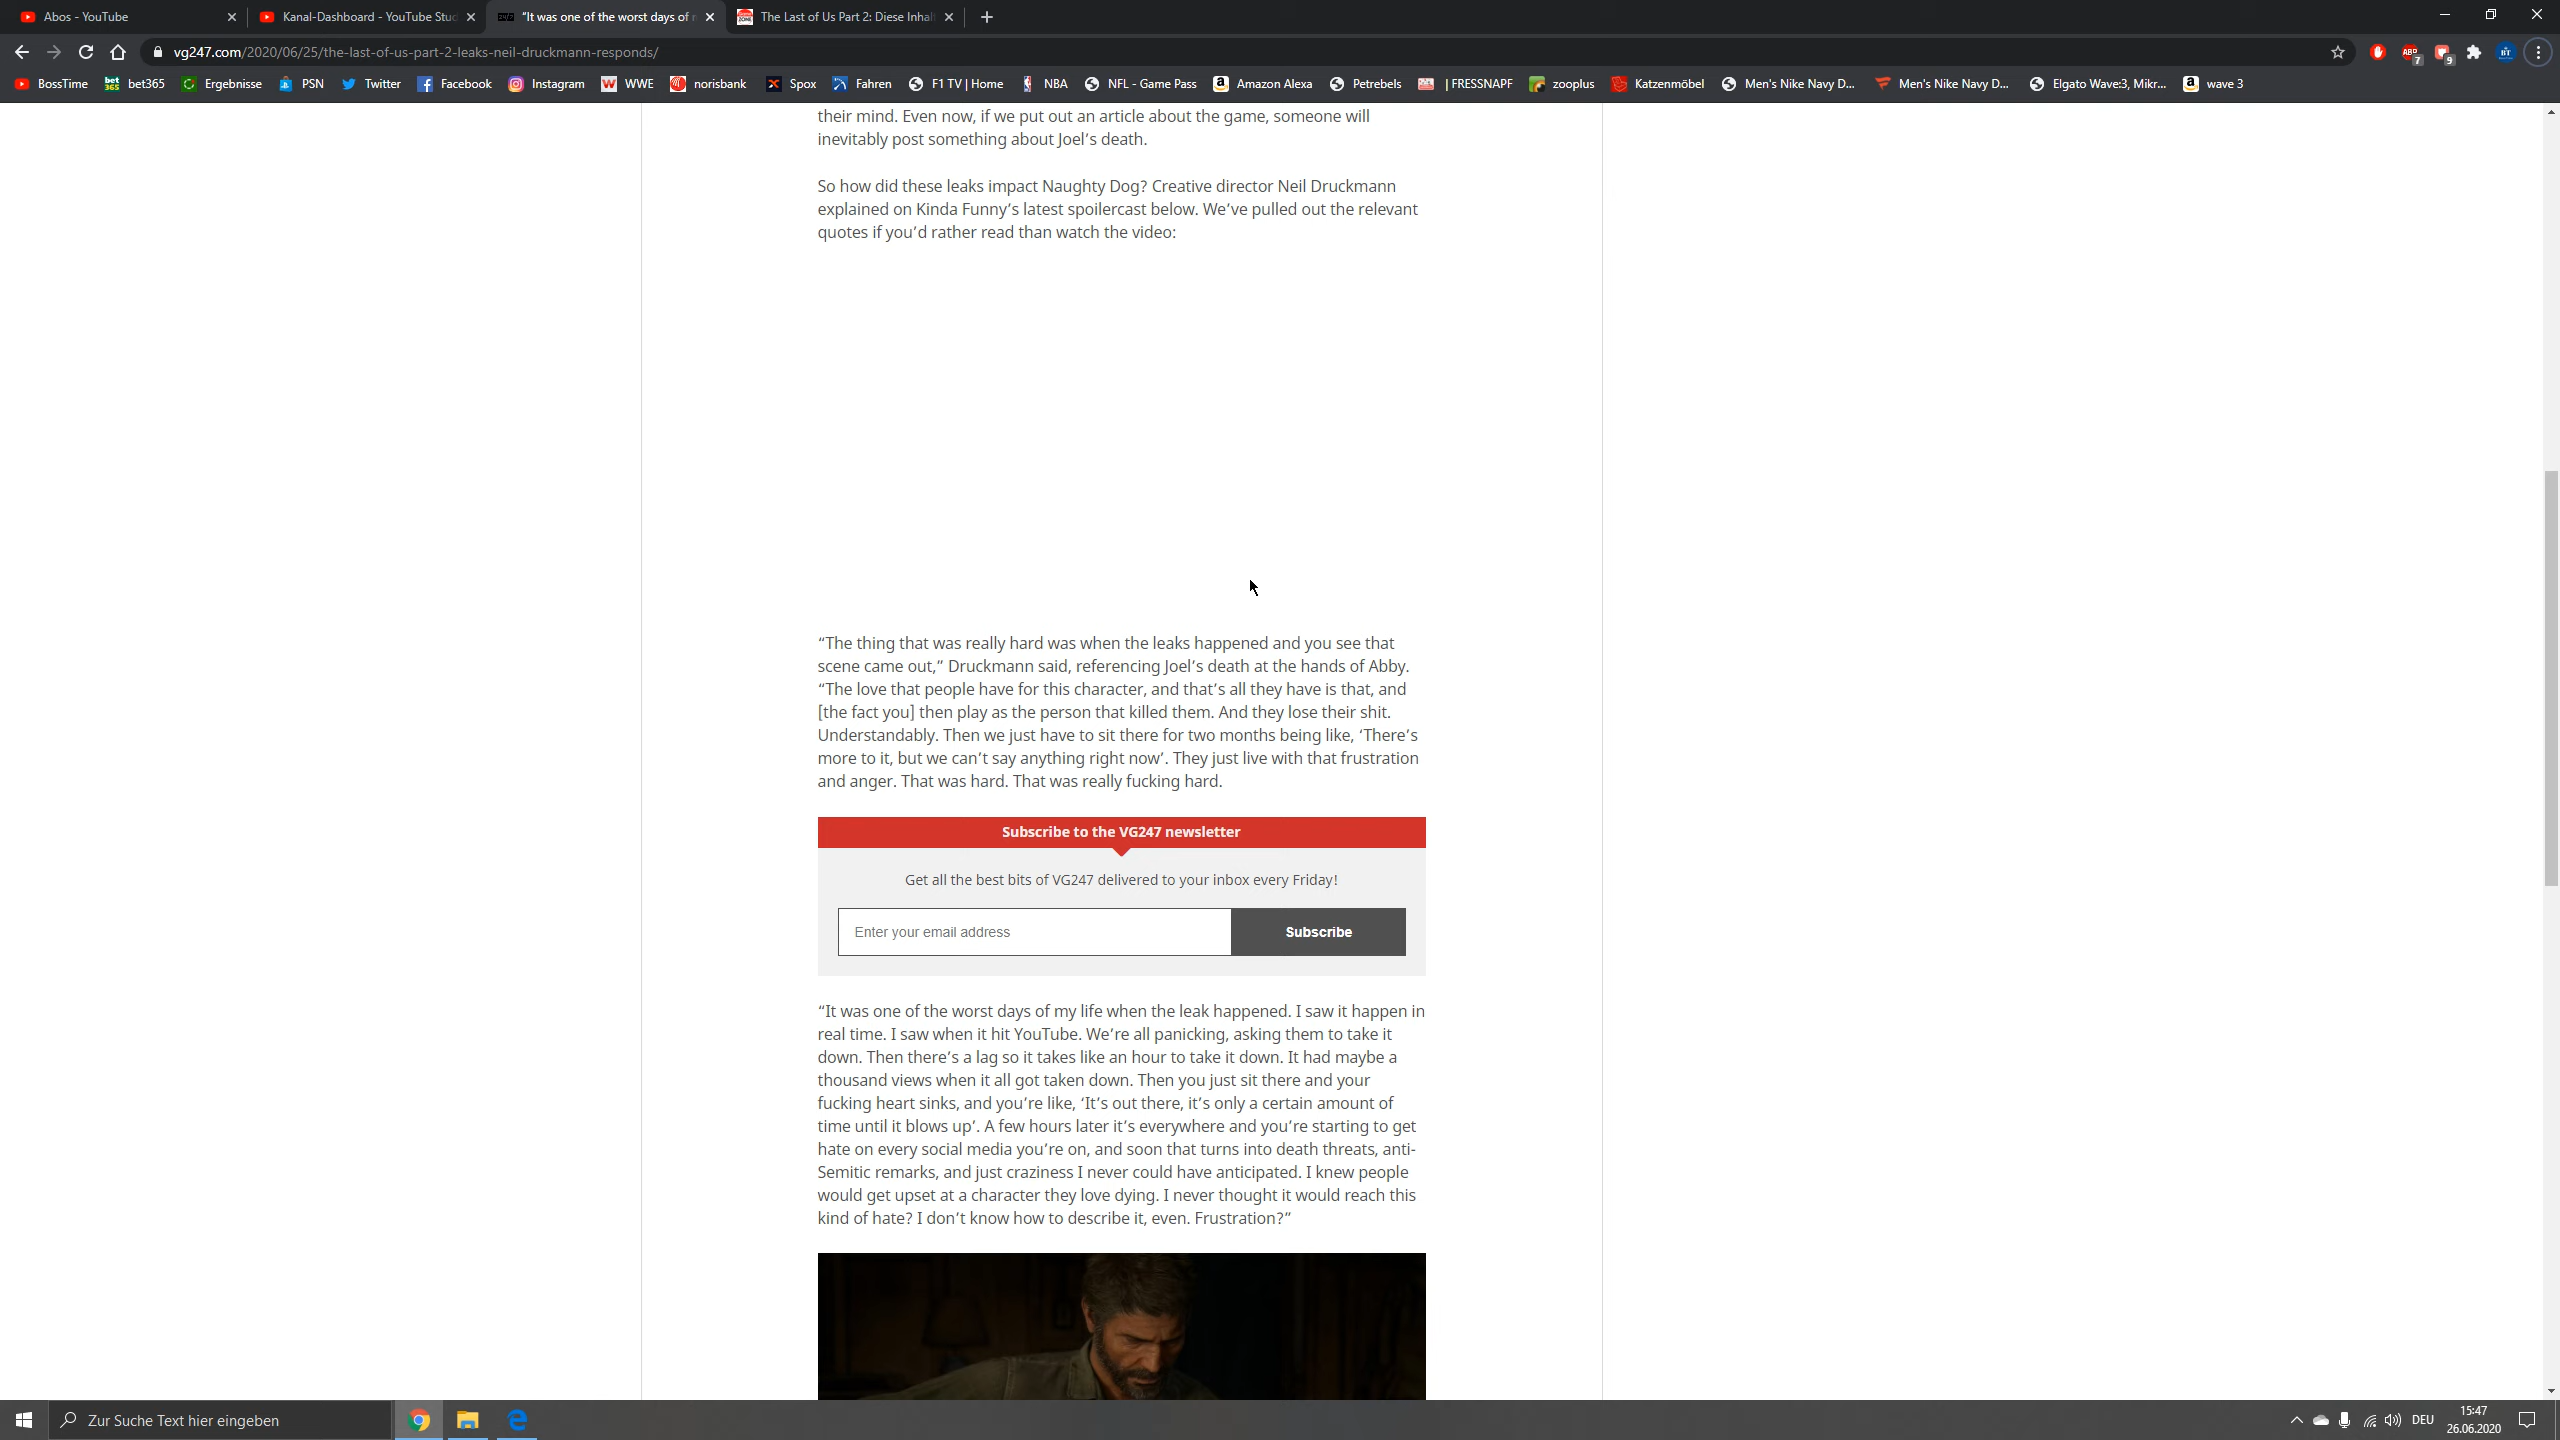 Abos - YouTube
Kanal-Dashboard - YouTube Stud
"It was one of the worst days of
The Last of Us Part 2: Diese Inhal
vg247.com/2020/06/25/the-last-of-us-part-2-leaks-neil-druckmann-responds/
ABP
7
9
BT
BossTime
bet365
Ergebnisse
PSN
Twitter
Facebook
Instagram
WWE
norisbank
Spox
Fahren
F1 TV | Home
NBA
NFL - Game Pass
Amazon Alexa
Petrebels
| FRESSNAPF
zooplus
Katzenmöbel
Men's Nike Navy D...
Men's Nike Navy D...
Elgato Wave:3, Mikr...
wave 3
their mind. Even now, if we put out an article about the game, someone will
inevitably post something about Joel’s death.
So how did these leaks impact Naughty Dog? Creative director Neil Druckmann
explained on Kinda Funny’s latest spoilercast below. We’ve pulled out the relevant
quotes if you’d rather read than watch the video:
“The thing that was really hard was when the leaks happened and you see that
scene came out,” Druckmann said, referencing Joel’s death at the hands of Abby.
“The love that people have for this character, and that’s all they have is that, and
[the fact you] then play as the person that killed them. And they lose their shit.
Understandably. Then we just have to sit there for two months being like, ‘There’s
more to it, but we can’t say anything right now’. They just live with that frustration
and anger. That was hard. That was really fucking hard.
Subscribe to the VG247 newsletter
Get all the best bits of VG247 delivered to your inbox every Friday!
Enter your email address
Subscribe
“It was one of the worst days of my life when the leak happened. I saw it happen in
real time. I saw when it hit YouTube. We’re all panicking, asking them to take it
down. Then there’s a lag so it takes like an hour to take it down. It had maybe a
thousand views when it all got taken down. Then you just sit there and your
fucking heart sinks, and you’re like, ‘It’s out there, it’s only a certain amount of
time until it blows up’. A few hours later it’s everywhere and you’re starting to get
hate on every social media you’re on, and soon that turns into death threats, anti-
Semitic remarks, and just craziness I never could have anticipated. I knew people
would get upset at a character they love dying. I never thought it would reach this
kind of hate? I don’t know how to describe it, even. Frustration?”
Zur Suche Text hier eingeben
DEU
15:47
26.06.2020